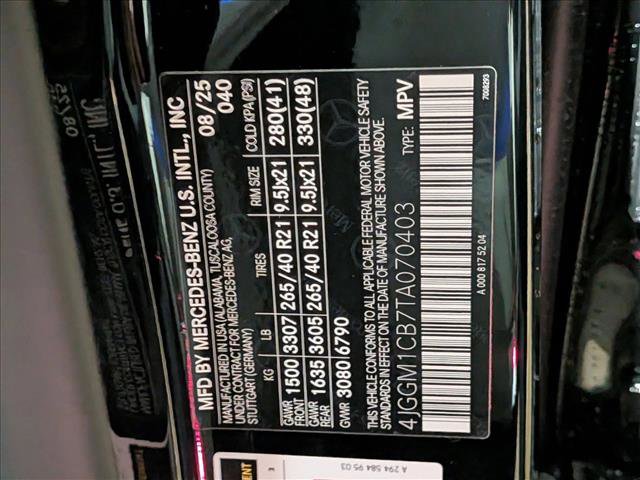 MFD BY MERCEDES-BENZ U.S. INTL., INC
MANUFACTURED IN USA (ALABAMA, TUSCALOOSA COUNTY) 08/25
UNDER CONTRACT FOR MERCEDES-BENZ AG, 040
STUTTGART (GERMANY)
KG LB TIRES RIM SIZE COLD KPA(PSI)
GAWR FRONT 1500 3307 265/40 R21 9.5Jx21 280(41)
GAWR REAR 1635 3605 265/40 R21 9.5Jx21 330(48)
GVWR 3080 6790
THIS VEHICLE CONFORMS TO ALL APPLICABLE FEDERAL MOTOR VEHICLE SAFETY
STANDARDS IN EFFECT ON THE DATE OF MANUFACTURE SHOWN ABOVE.
4JGGM1CB7TA070403 TYPE: MPV
A 000 817 52 04 7008293
A 294 584 95 03
3